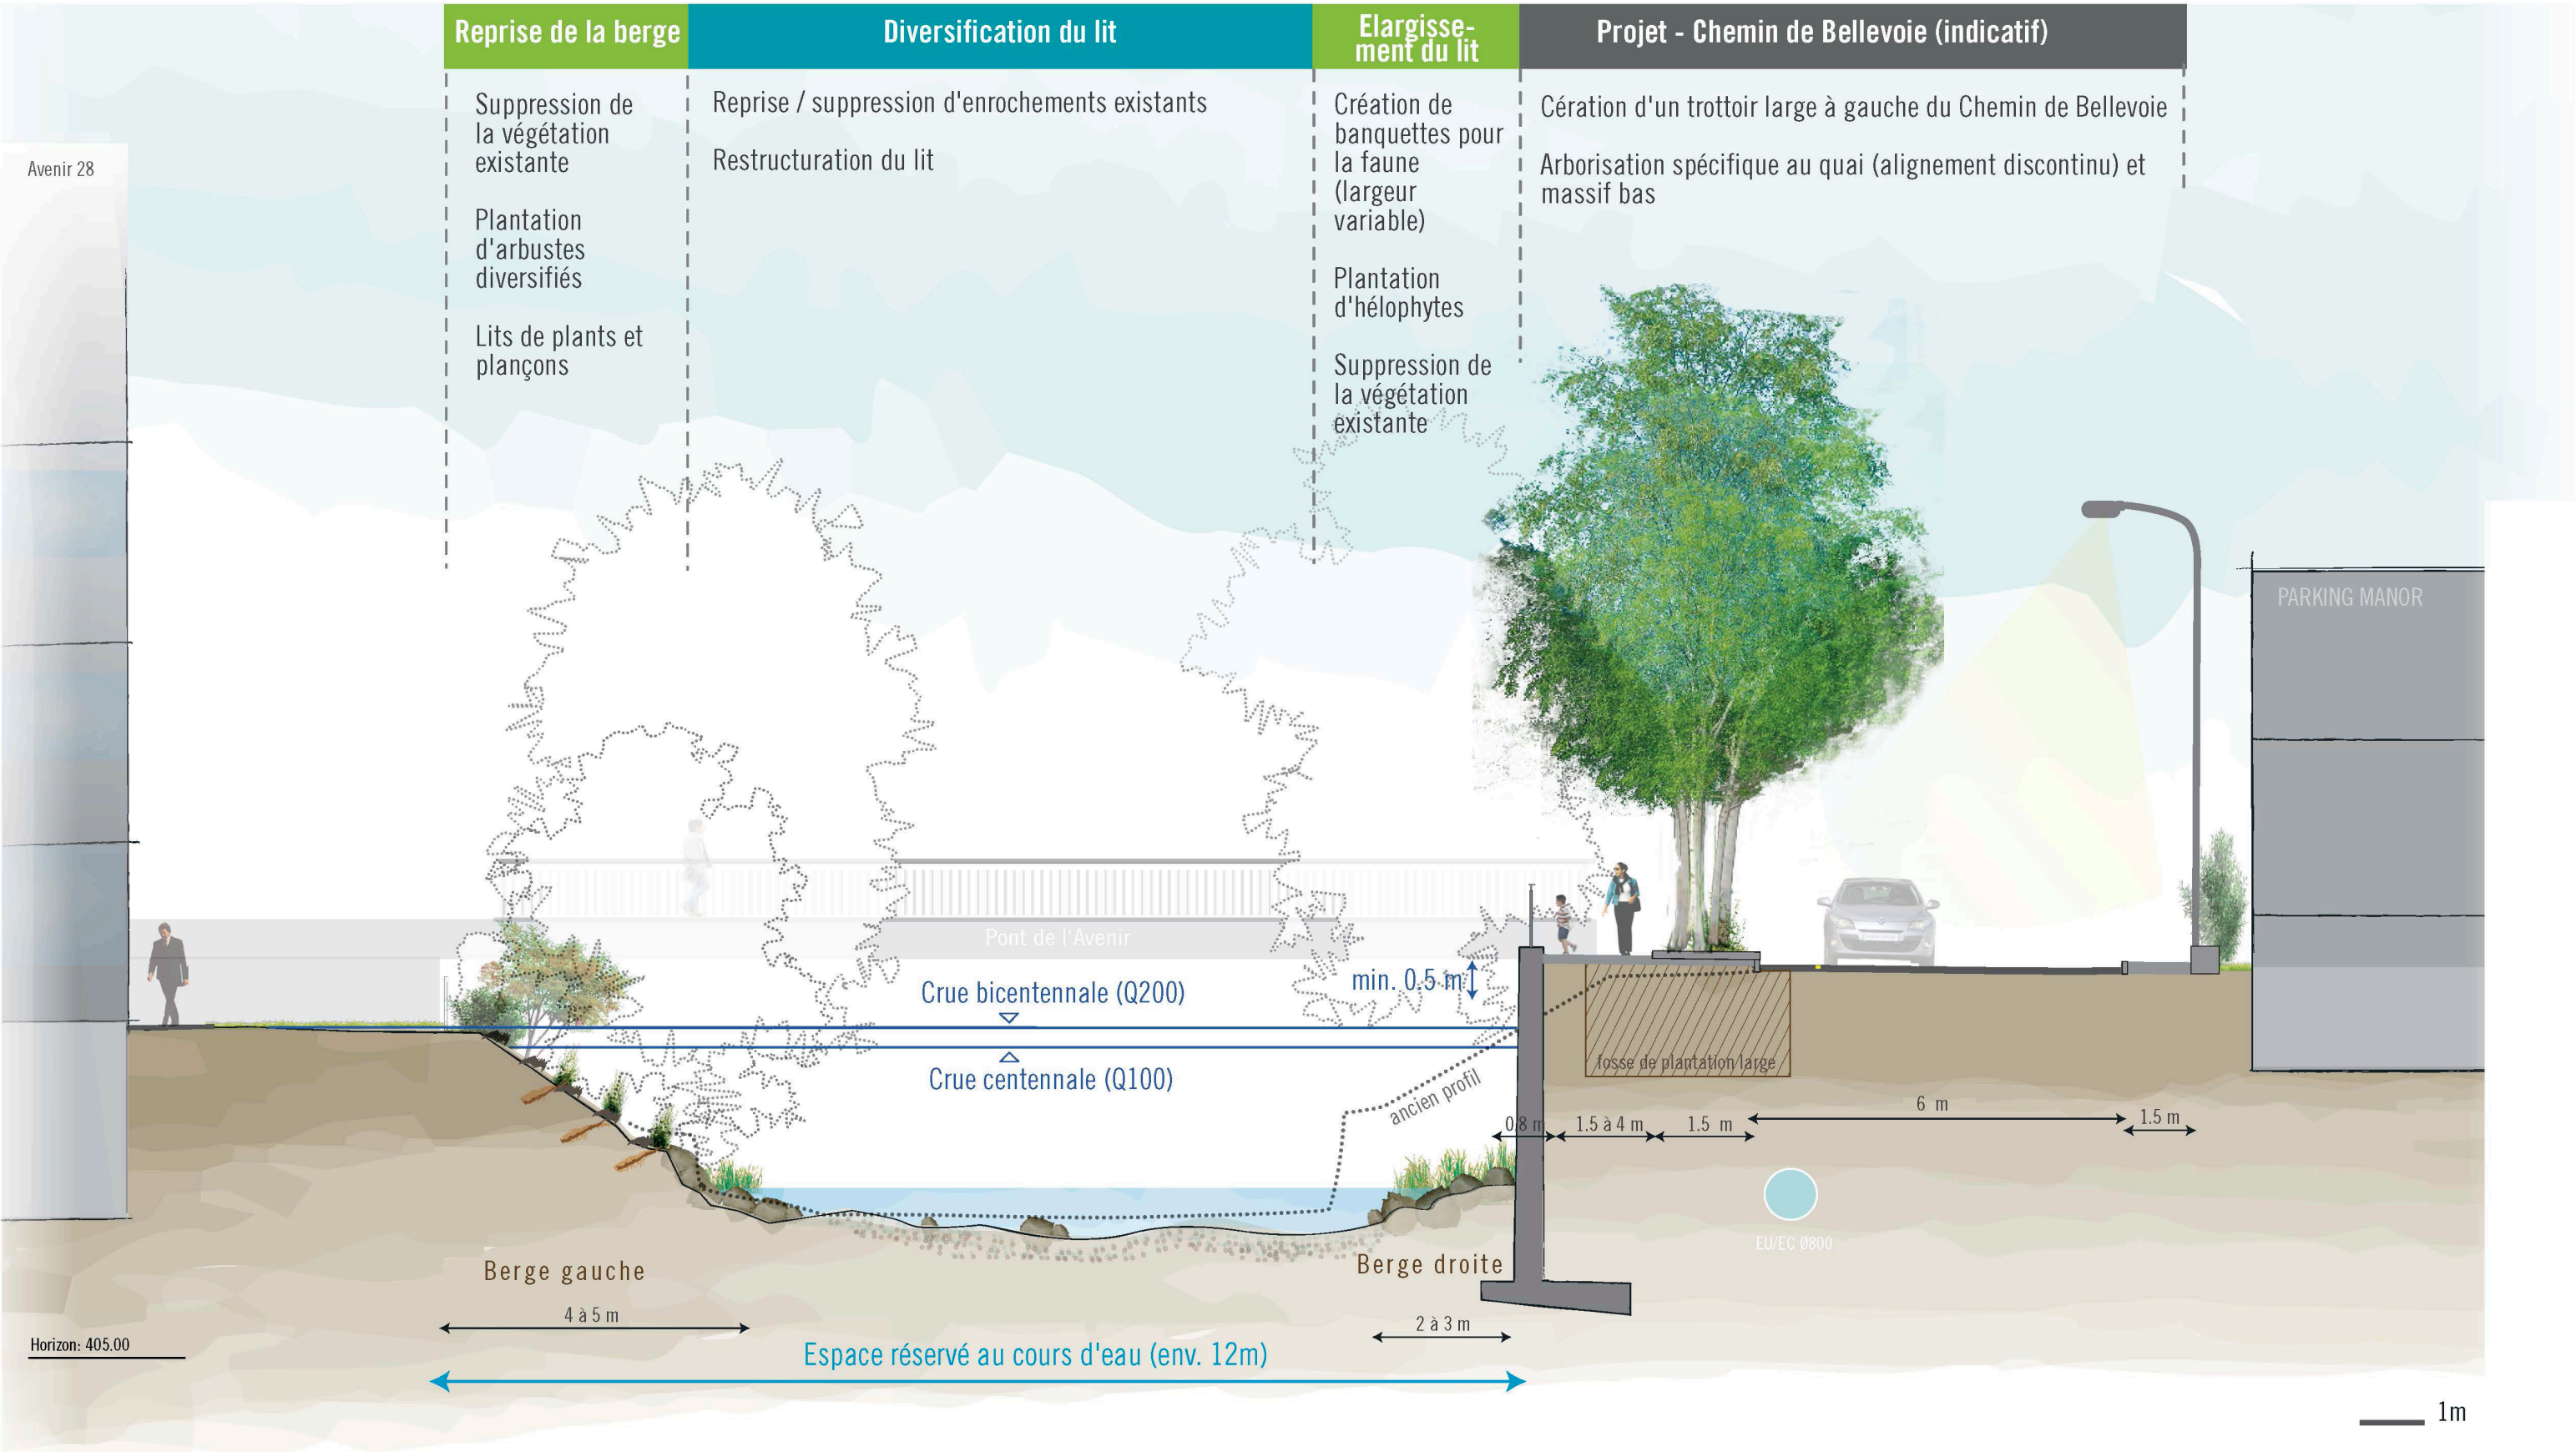 Reprise de la berge
Diversification du lit
Elargisse-
ment du lit
Projet - Chemin de Bellevoie (indicatif)
Suppression de
la végétation
existante
Plantation
d'arbustes
diversifiés
Lits de plants et
plançons
Reprise / suppression d'enrochements existants
Restructuration du lit
Création de
banquettes pour
la faune
(largeur
variable)
Plantation
d'hélophytes
Suppression de
la végétation
existante
Cération d'un trottoir large à gauche du Chemin de Bellevoie
Arborisation spécifique au quai (alignement discontinu) et
massif bas
Avenir 28
PARKING MANOR
Pont de l'Avenir
Crue bicentennale (Q200)
min. 0.5 m
Crue centennale (Q100)
ancien profil
fosse de plantation large
0.8 m
1.5 à 4 m
1.5 m
6 m
1.5 m
EU/EC Ø800
Berge gauche
Berge droite
4 à 5 m
2 à 3 m
Horizon: 405.00
Espace réservé au cours d'eau (env. 12m)
1m